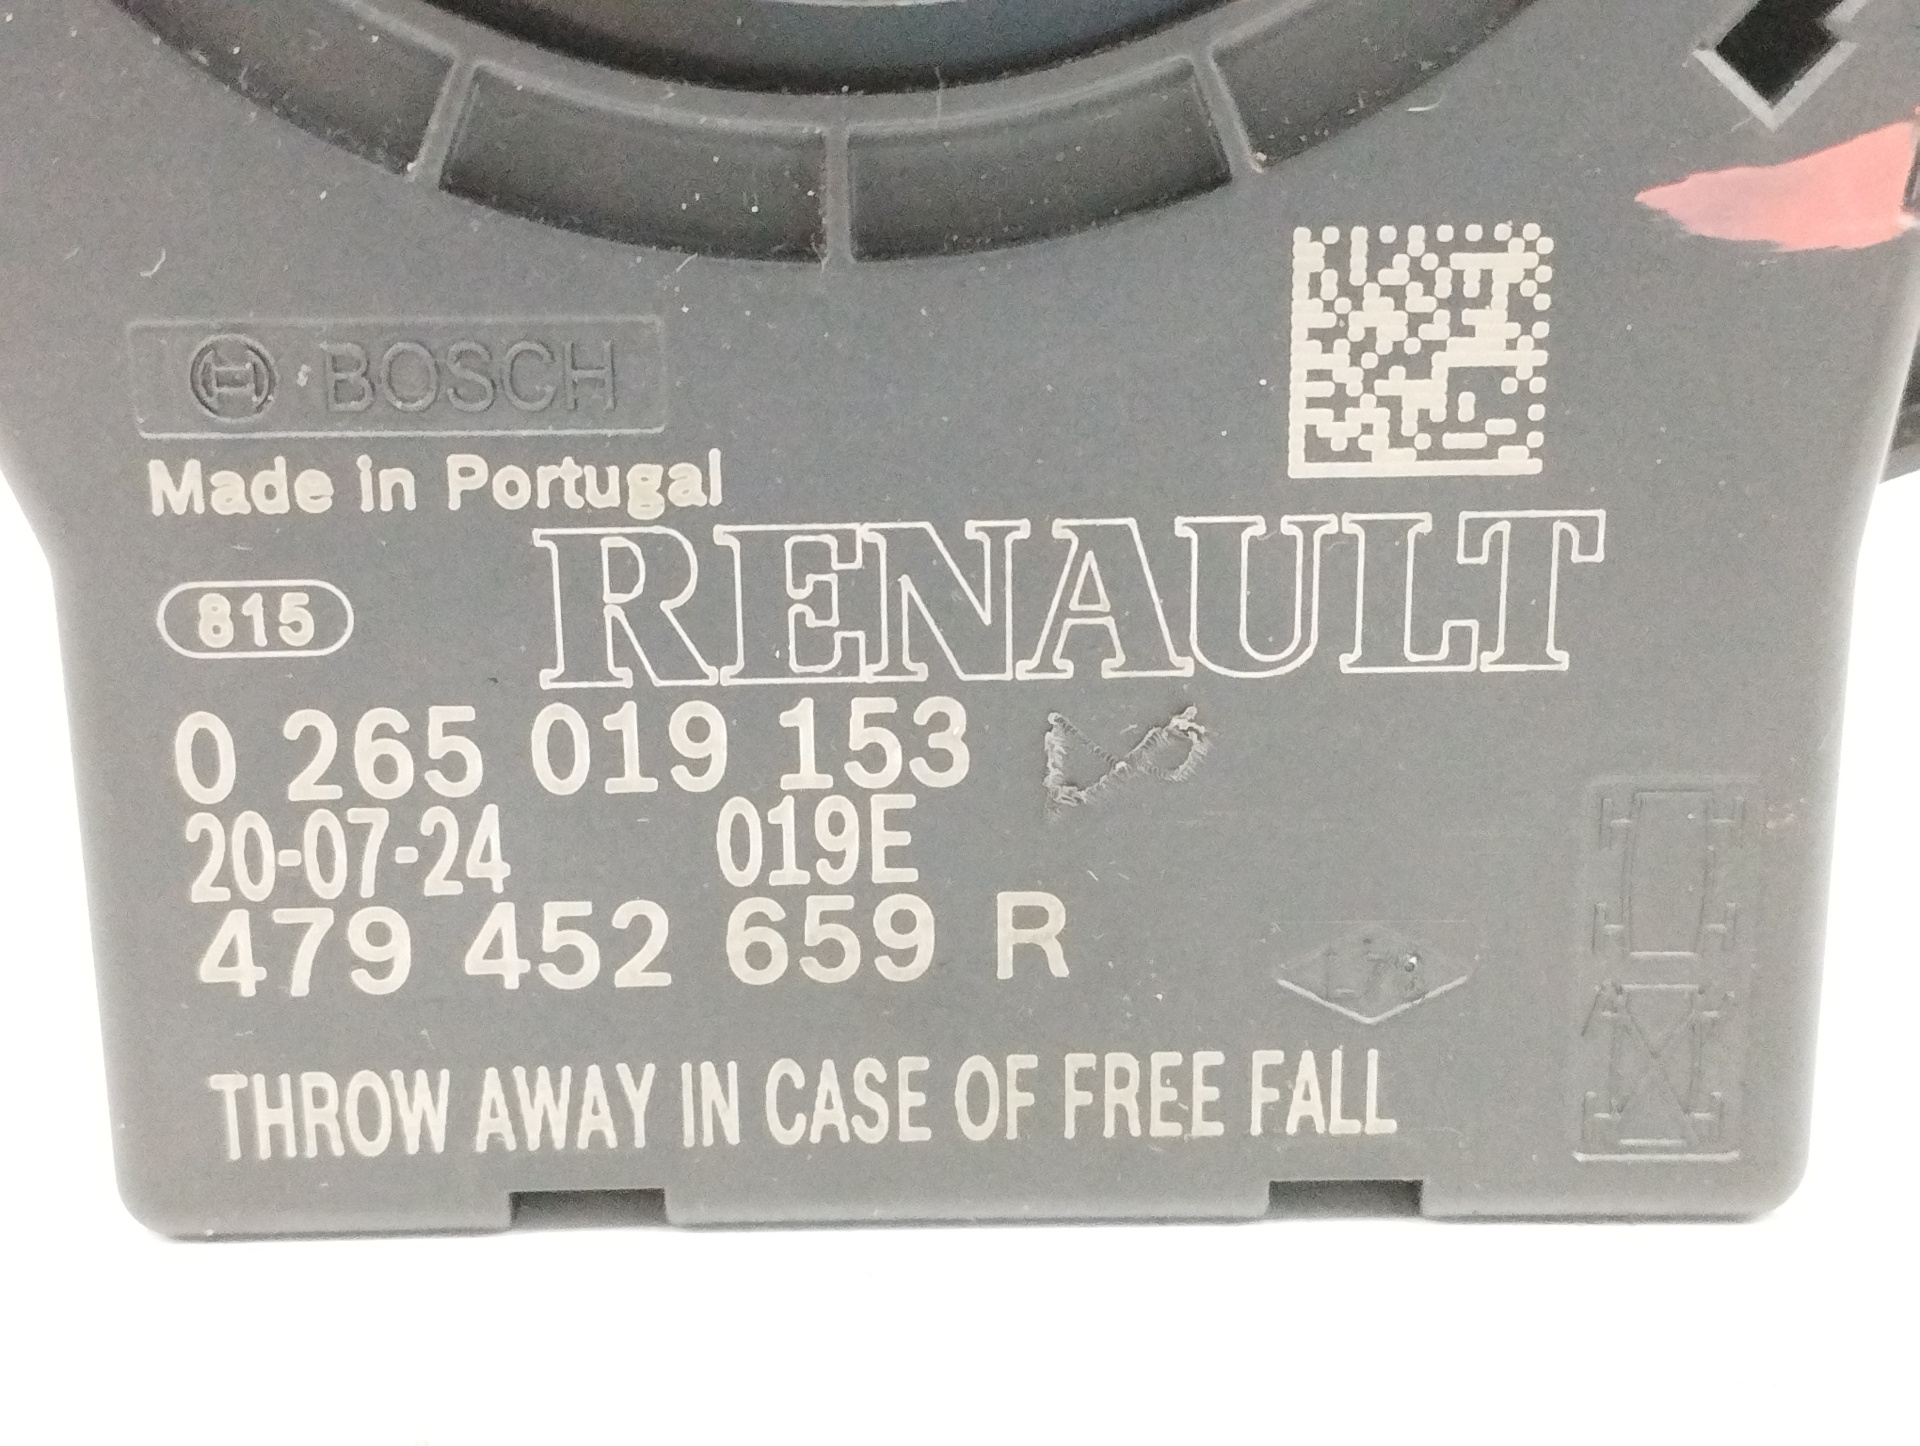 BOSCH
Made in Portugal
RENAULT
815
0 265 019 153
20-07-24 019E
479 452 659 R
THROW AWAY IN CASE OF FREE FALL